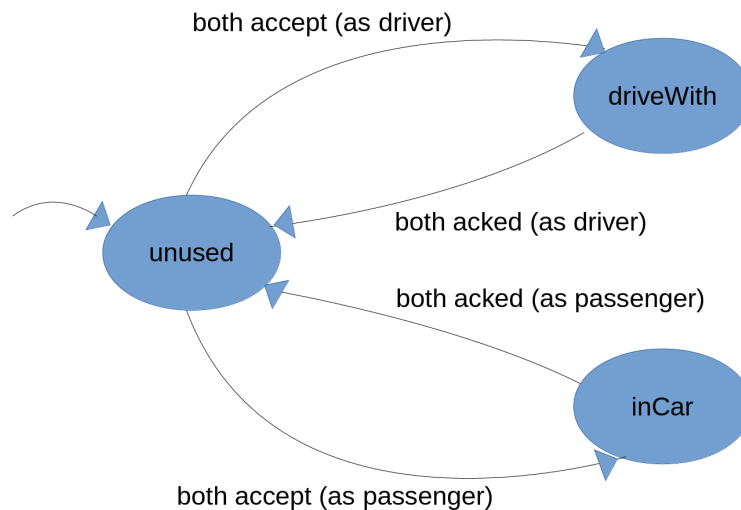 both accept (as driver)
driveWith
both acked (as driver)
unused
both acked (as passenger)
inCar
both accept (as passenger)